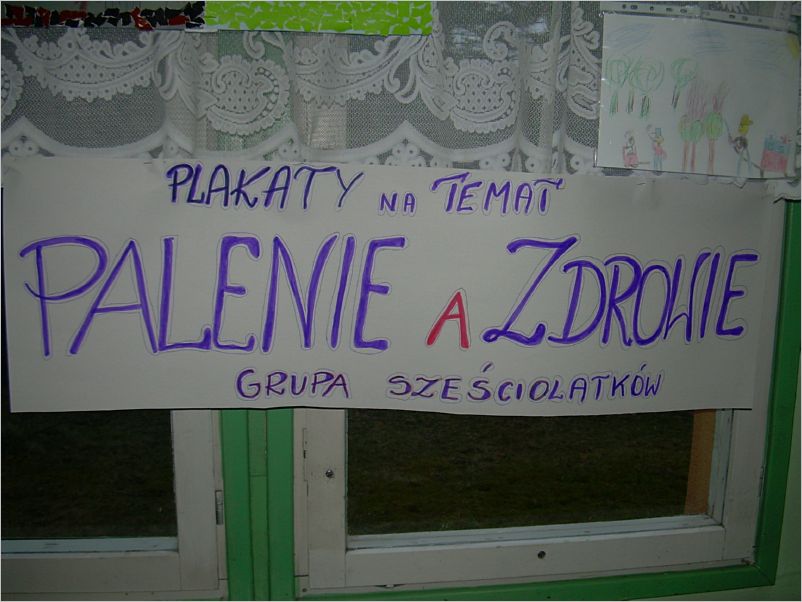 PLAKATY NA TEMAT
PALENIE A ZDROWIE
GRUPA SZEŚCIOLATKÓW